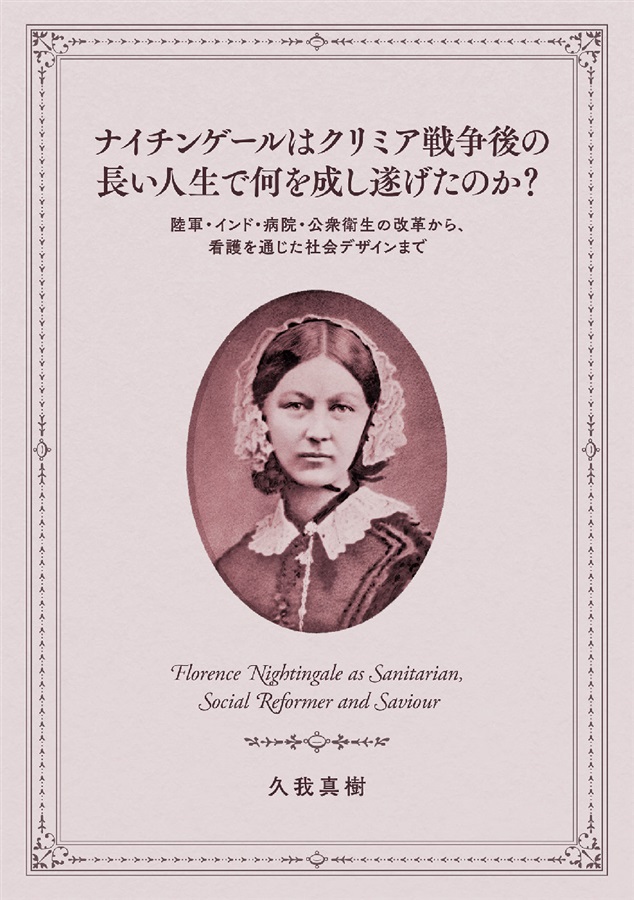 ナイチンゲールはクリミア戦争後の
長い人生で何を成し遂げたのか?
陸軍・インド・病院・公衆衛生の改革から、
看護を通じた社会デザインまで
Florence Nightingale as Sanitarian,
Social Reformer and Saviour
久我真樹